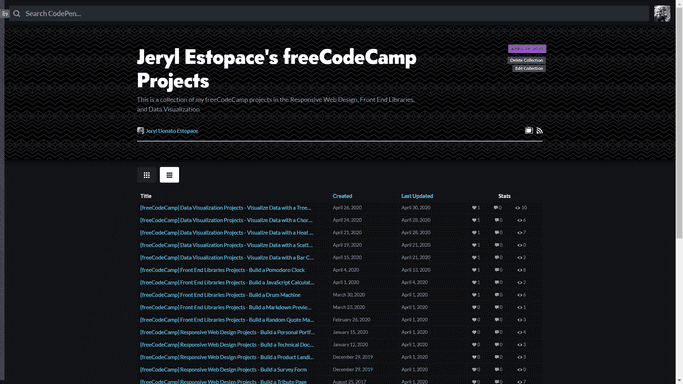 Search CodePen...
Jeryl Estopace's freeCodeCamp
Projects
This is a collection of my freeCodeCamp projects in the Responsive Web Design, Front End Libraries,
and Data Visualization
Delete Collection
Edit Collection
Jeryl Donato Estopace
Title Created Last Updated Stats
[freeCodeCamp] Data Visualization Projects - Visualize Data with a Tree... April 26, 2020 April 30, 2020 1 0 10
[freeCodeCamp] Data Visualization Projects - Visualize Data with a Chor... April 24, 2020 April 28, 2020 1 0 6
[freeCodeCamp] Data Visualization Projects - Visualize Data with a Heat ... April 21, 2020 April 28, 2020 1 0 7
[freeCodeCamp] Data Visualization Projects - Visualize Data with a Scatt... April 19, 2020 April 21, 2020 1 0 0
[freeCodeCamp] Data Visualization Projects - Visualize Data with a Bar C... April 15, 2020 April 21, 2020 1 0 2
[freeCodeCamp] Front End Libraries Projects - Build a Pomodoro Clock April 4, 2020 April 13, 2020 1 0 8
[freeCodeCamp] Front End Libraries Projects - Build a JavaScript Calculat... April 1, 2020 April 4, 2020 1 0 2
[freeCodeCamp] Front End Libraries Projects - Build a Drum Machine March 30, 2020 April 1, 2020 1 0 6
[freeCodeCamp] Front End Libraries Projects - Build a Markdown Previe... March 23, 2020 April 1, 2020 0 0 1
[freeCodeCamp] Front End Libraries Projects - Build a Random Quote Ma... February 26, 2020 April 1, 2020 0 0 3
[freeCodeCamp] Responsive Web Design Projects - Build a Personal Portf... January 15, 2020 April 1, 2020 0 0 4
[freeCodeCamp] Responsive Web Design Projects - Build a Technical Doc... January 12, 2020 April 1, 2020 0 0 3
[freeCodeCamp] Responsive Web Design Projects - Build a Product Landi... December 29, 2019 April 1, 2020 0 0 3
[freeCodeCamp] Responsive Web Design Projects - Build a Survey Form December 29, 2019 April 1, 2020 0 0
[freeCodeCamp] Responsive Web Design Projects - Build a Tribute Page August 25, 2017 April 1, 2020 0 0 7